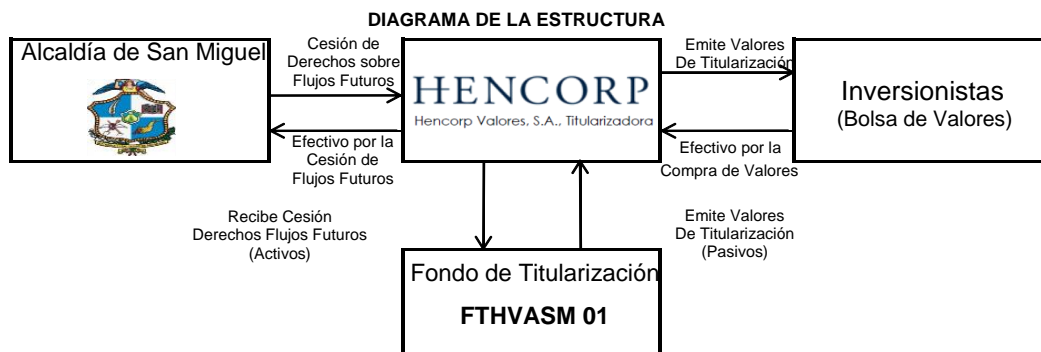 DIAGRAMA DE LA ESTRUCTURA
Alcaldía de San Miguel
Cesión de
Derechos sobre
Flujos Futuros
Efectivo por la
Cesión de
Flujos Futuros
HENCORP
Hencorp Valores, S.A., Titularizadora
Emite Valores
De Titularización
Efectivo por la
Compra de Valores
Inversionistas
(Bolsa de Valores)
Recibe Cesión
Derechos Flujos Futuros
(Activos)
Emite Valores
De Titularización
(Pasivos)
Fondo de Titularización
FTHVASM 01